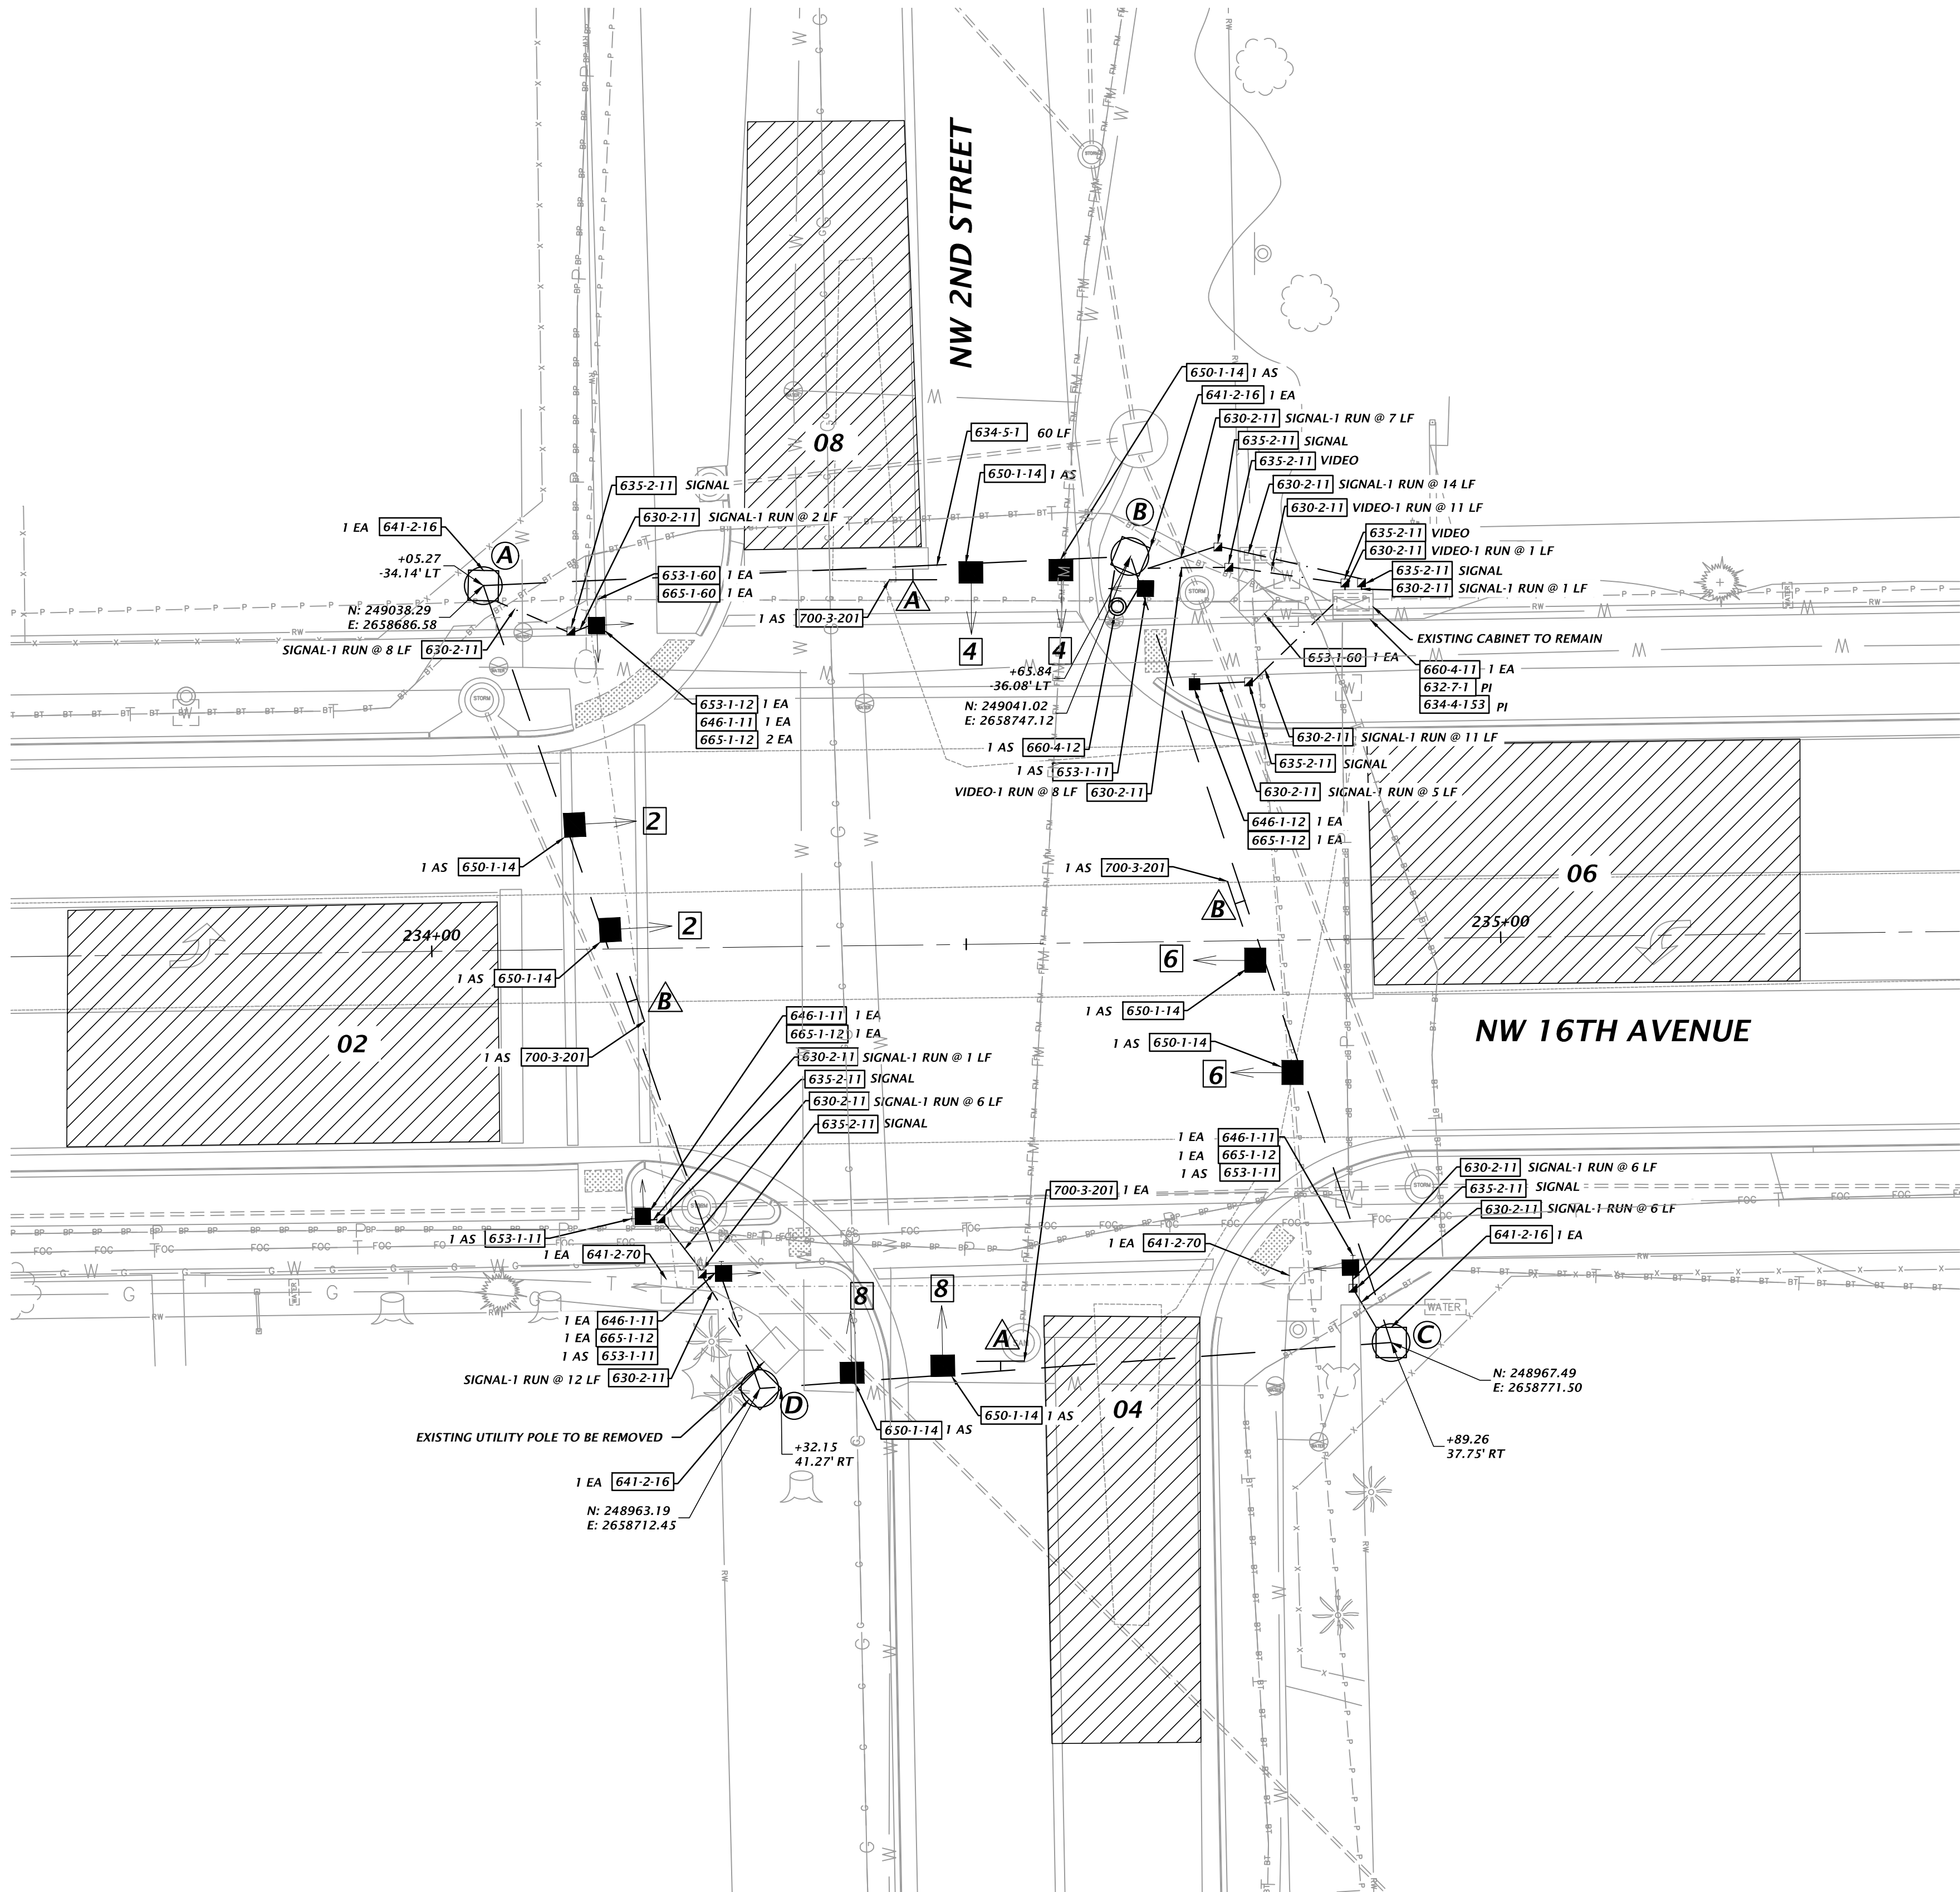 NW 2ND STREET
08
650-1-14 1 AS
641-2-16 1 EA
630-2-11 SIGNAL-1 RUN @ 7 LF
634-5-1 60 LF
635-2-11 SIGNAL
635-2-11 VIDEO
650-1-14 1 AS
630-2-11 SIGNAL-1 RUN @ 14 LF
635-2-11 SIGNAL
630-2-11 VIDEO-1 RUN @ 11 LF
630-2-11 SIGNAL-1 RUN @ 2 LF
B
1 EA 641-2-16
635-2-11 VIDEO
630-2-11 VIDEO-1 RUN @ 1 LF
A
+05.27
-34.14' LT
635-2-11 SIGNAL
630-2-11 SIGNAL-1 RUN @ 1 LF
653-1-60 1 EA
665-1-60 1 EA
A
STORM
N: 249038.29
E: 2658686.58
1 AS 700-3-201
EXISTING CABINET TO REMAIN
SIGNAL-1 RUN @ 8 LF 630-2-11
4
4
653-1-60 1 EA
660-4-11 1 EA
632-7-1 PI
634-4-153 PI
+65.84
-36.08' LT
STORM
653-1-12 1 EA
646-1-11 1 EA
665-1-12 2 EA
N: 249041.02
E: 2658747.12
630-2-11 SIGNAL-1 RUN @ 11 LF
1 AS 660-4-12
635-2-11 SIGNAL
1 AS 653-1-11
VIDEO-1 RUN @ 8 LF 630-2-11
630-2-11 SIGNAL-1 RUN @ 5 LF
2
646-1-12 1 EA
665-1-12 1 EA
1 AS 650-1-14
1 AS 700-3-201
06
B
2
234+00
235+00
6
1 AS 650-1-14
B
1 AS 650-1-14
646-1-11 1 EA
665-1-12 1 EA
NW 16TH AVENUE
02
1 AS 700-3-201
1 AS 650-1-14
630-2-11 SIGNAL-1 RUN @ 1 LF
6
635-2-11 SIGNAL
630-2-11 SIGNAL-1 RUN @ 6 LF
635-2-11 SIGNAL
1 EA 646-1-11
1 EA 665-1-12
1 AS 653-1-11
630-2-11 SIGNAL-1 RUN @ 6 LF
635-2-11 SIGNAL
700-3-201 1 EA
630-2-11 SIGNAL-1 RUN @ 6 LF
STORM
1 AS 653-1-11
641-2-16 1 EA
1 EA 641-2-70
1 EA 641-2-70
8
8
WATER
C
A
1 EA 646-1-11
1 EA 665-1-12
1 AS 653-1-11
N: 248967.49
E: 2658771.50
SIGNAL-1 RUN @ 12 LF 630-2-11
D
04
650-1-14 1 AS
650-1-14 1 AS
EXISTING UTILITY POLE TO BE REMOVED
+32.15
41.27' RT
+89.26
37.75' RT
1 EA 641-2-16
N: 248963.19
E: 2658712.45